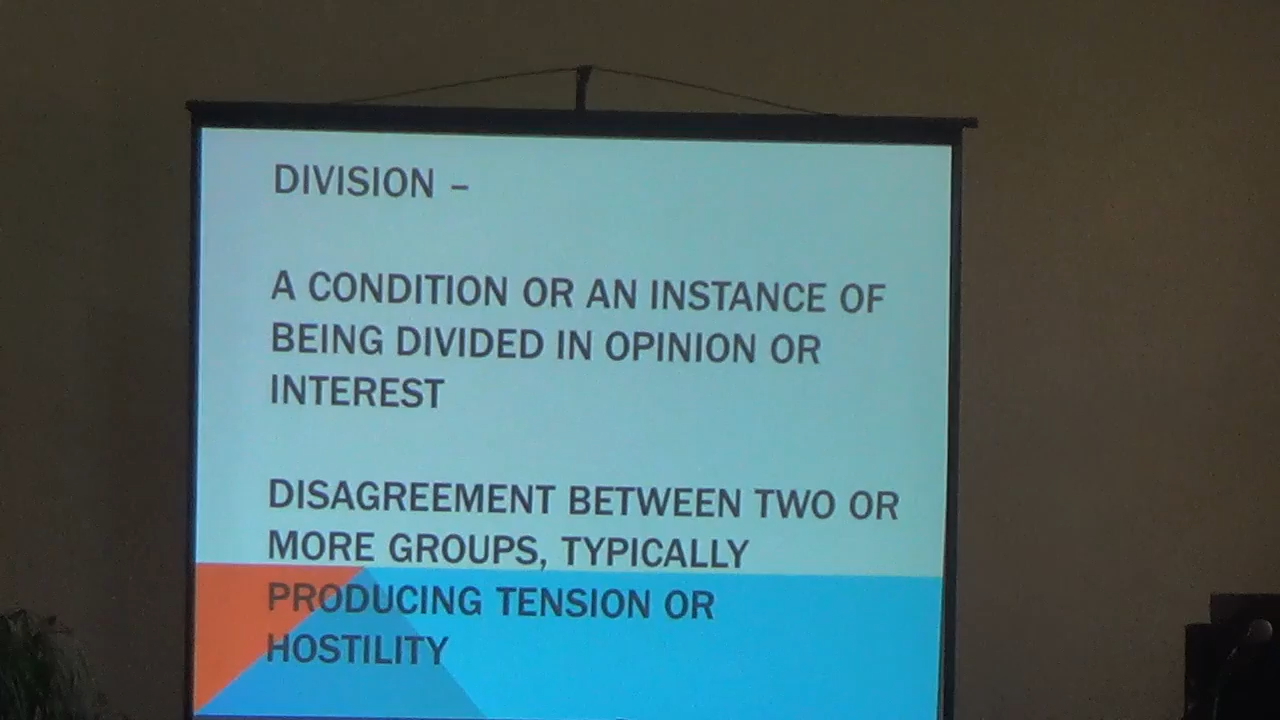 DIVISION –
A CONDITION OR AN INSTANCE OF
BEING DIVIDED IN OPINION OR
INTEREST
DISAGREEMENT BETWEEN TWO OR
MORE GROUPS, TYPICALLY
PRODUCING TENSION OR
HOSTILITY